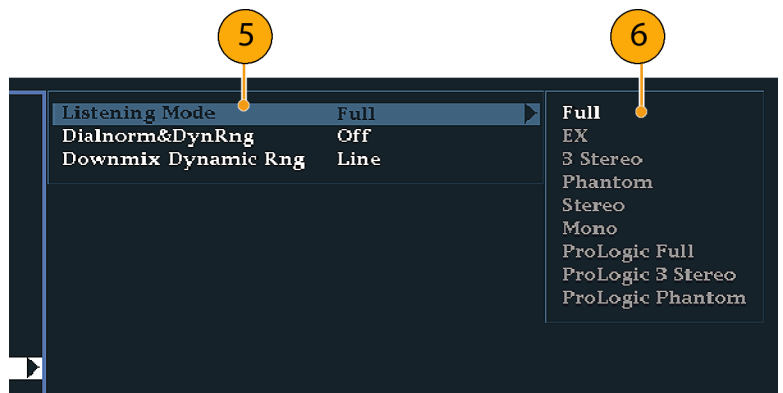 5
6
Listening Mode Full
Dialnorm&DynRng Off
Downmix Dynamic Rng Line
Full
EX
3 Stereo
Phantom
Stereo
Mono
ProLogic Full
ProLogic 3 Stereo
ProLogic Phantom